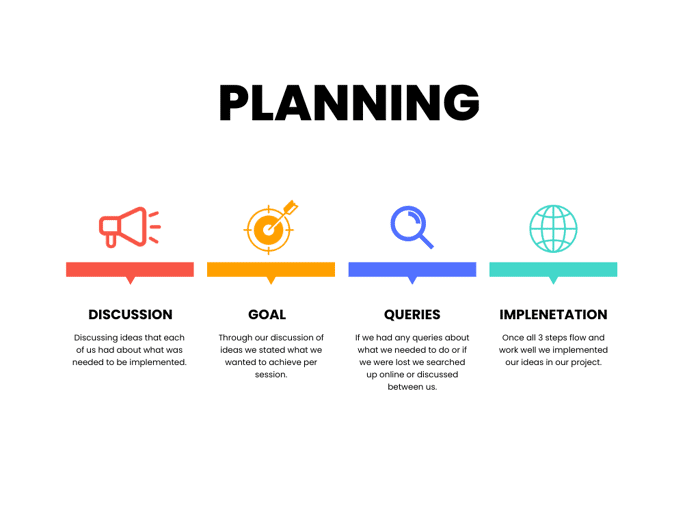 PLANNING
DISCUSSION
Discussing ideas that each
of us had about what was
needed to be implemented.
GOAL
Through our discussion of
ideas we stated what we
wanted to achieve per
session.
QUERIES
If we had any queries about
what we needed to do or if
we were lost we searched
up online or discussed
between us.
IMPLENETATION
Once all 3 steps flow and
work well we implemented
our ideas in our project.